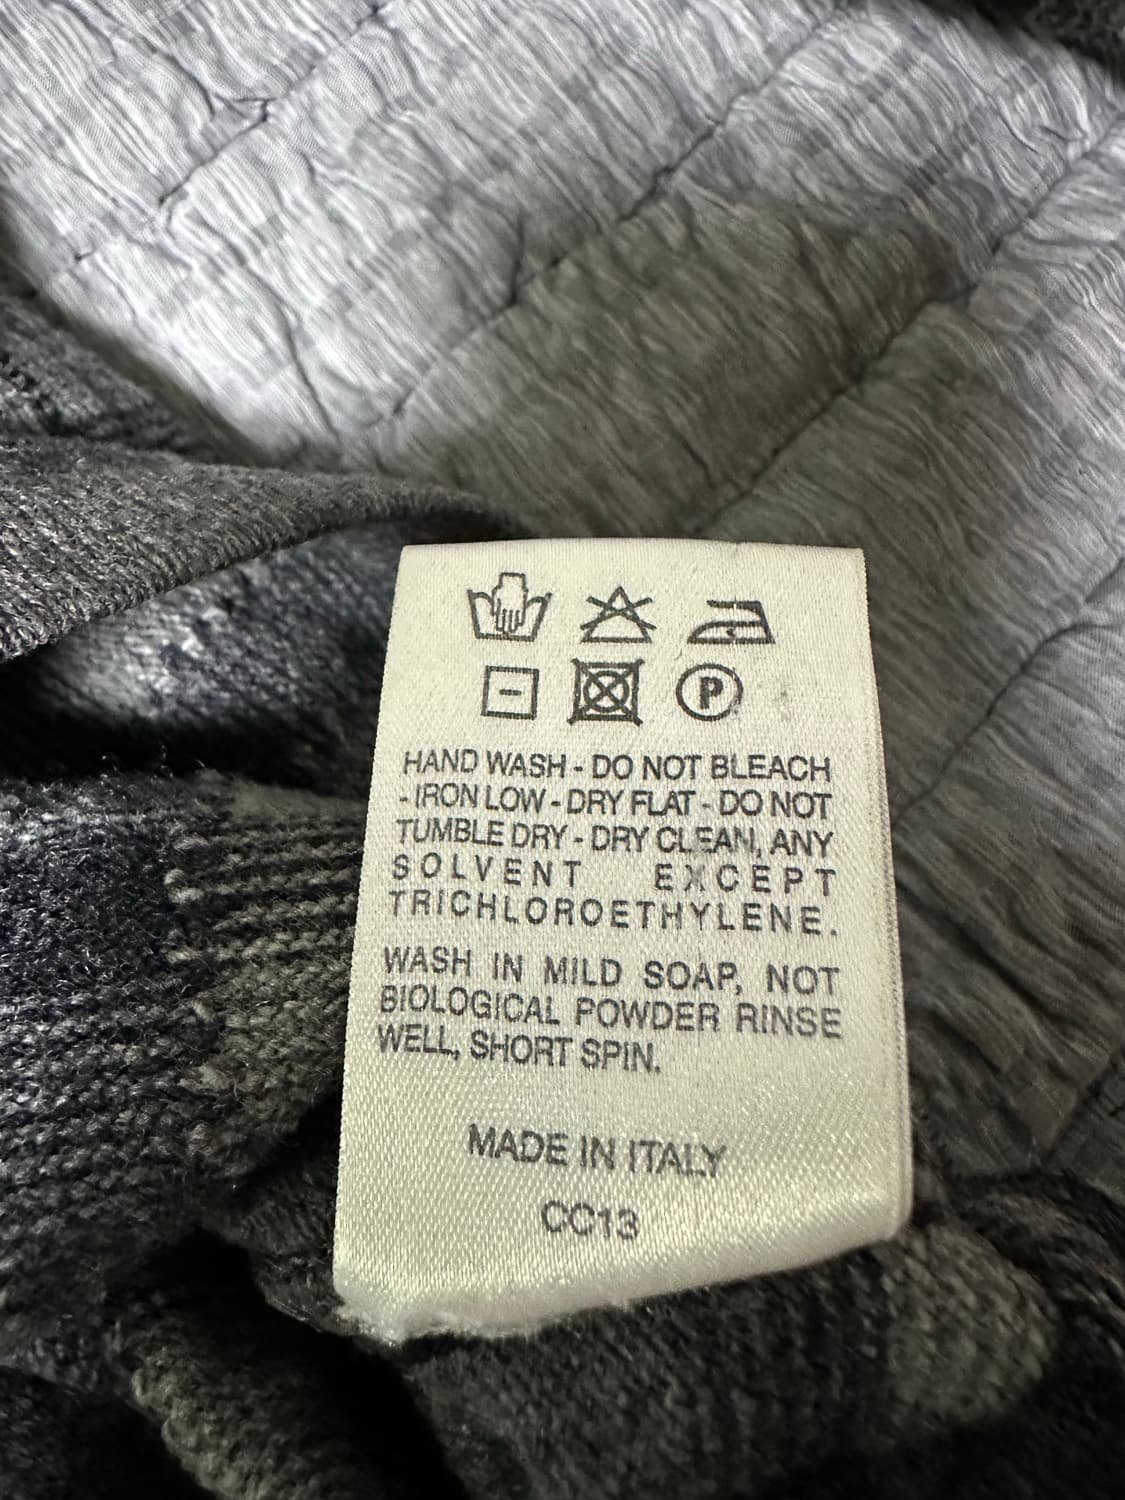 P
HAND WASH - DO NOT BLEACH
- IRON LOW - DRY FLAT - DO NOT
TUMBLE DRY - DRY CLEAN, ANY
SOLVENT EXCEPT
TRICHLOROETHYLENE.
WASH IN MILD SOAP, NOT
BIOLOGICAL POWDER RINSE
WELL, SHORT SPIN.
MADE IN ITALY
CC13